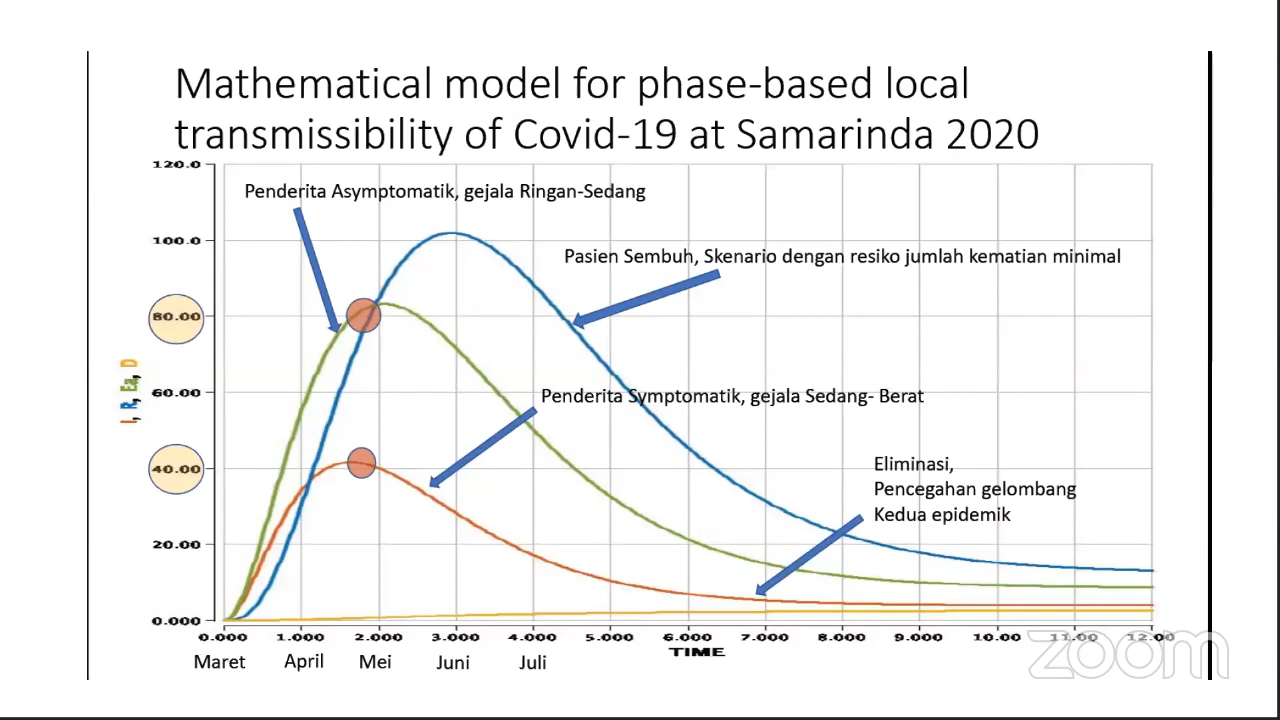 Mathematical model for phase-based local
transmissibility of Covid-19 at Samarinda 2020
120.0
Penderita Asymptomatik, gejala Ringan-Sedang
100.0
Pasien Sembuh, Skenario dengan resiko jumlah kematian minimal
80.00
I, R, Ea, D
60.00
Penderita Symptomatik, gejala Sedang- Berat
40.00
Eliminasi,
Pencegahan gelombang
Kedua epidemik
20.00
0.000
0.000 1.000 2.000 3.000 4.000 5.000 6.000 7.000 8.000 9.000 10.00 11.00 12.00
TIME
Maret April Mei Juni Juli
zoom